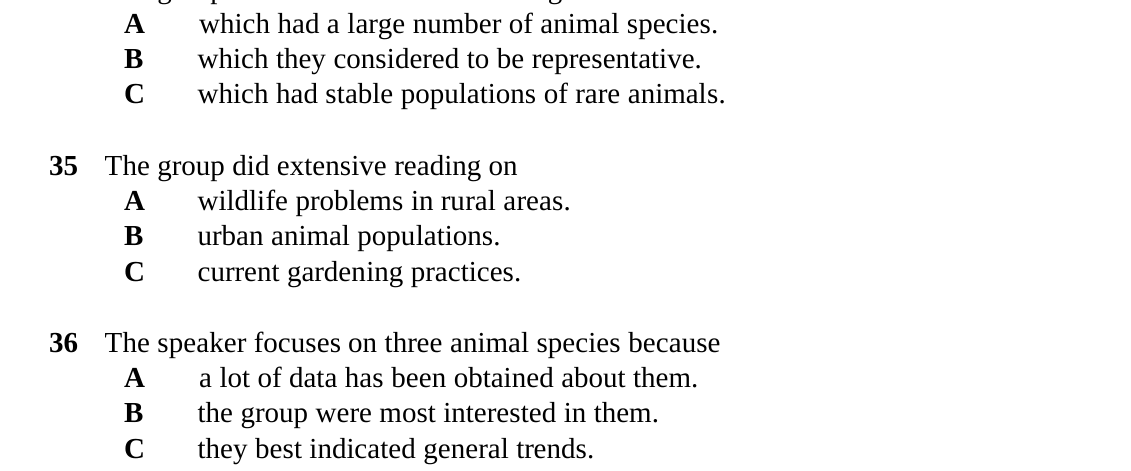 A which had a large number of animal species.
B which they considered to be representative.
C which had stable populations of rare animals.
35 The group did extensive reading on
A wildlife problems in rural areas.
B urban animal populations.
C current gardening practices.
36 The speaker focuses on three animal species because
A a lot of data has been obtained about them.
B the group were most interested in them.
C they best indicated general trends.